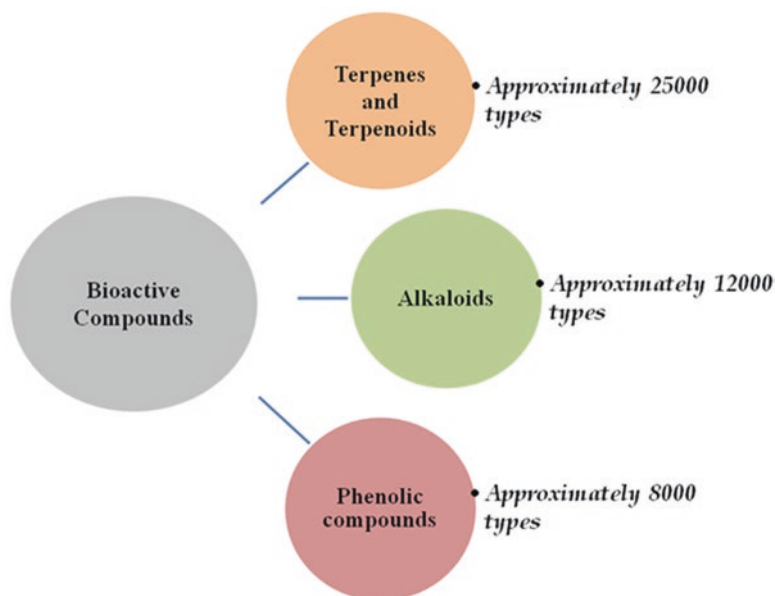 Terpenes
and
Terpenoids
• Approximately 25000
types
Bioactive
Compounds
Alkaloids
• Approximately 12000
types
Phenolic
compounds
• Approximately 8000
types